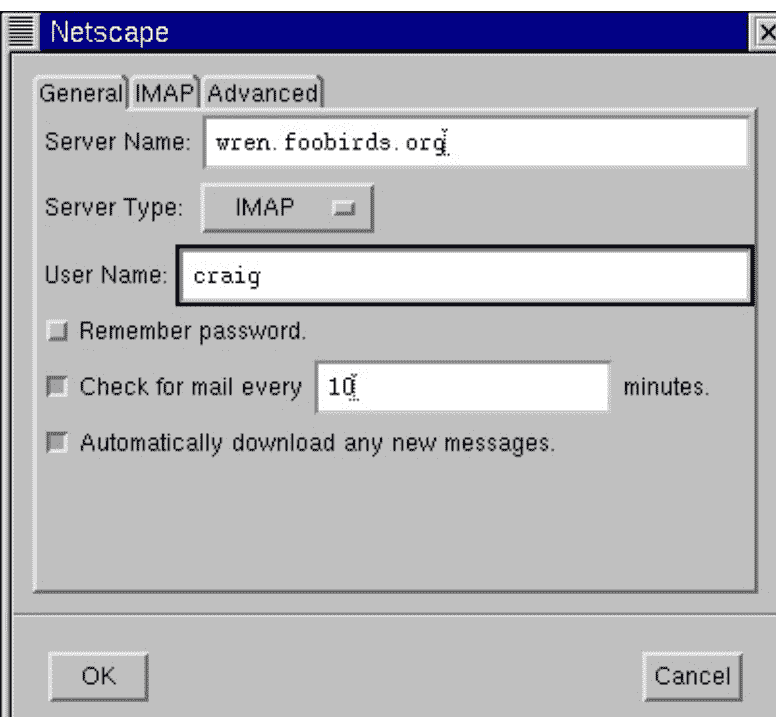 Netscape
General IMAP Advanced
Server Name: wren.foobirds.org
Server Type: IMAP
User Name: craig
Remember password.
Check for mail every 10 minutes.
Automatically download any new messages.
OK Cancel